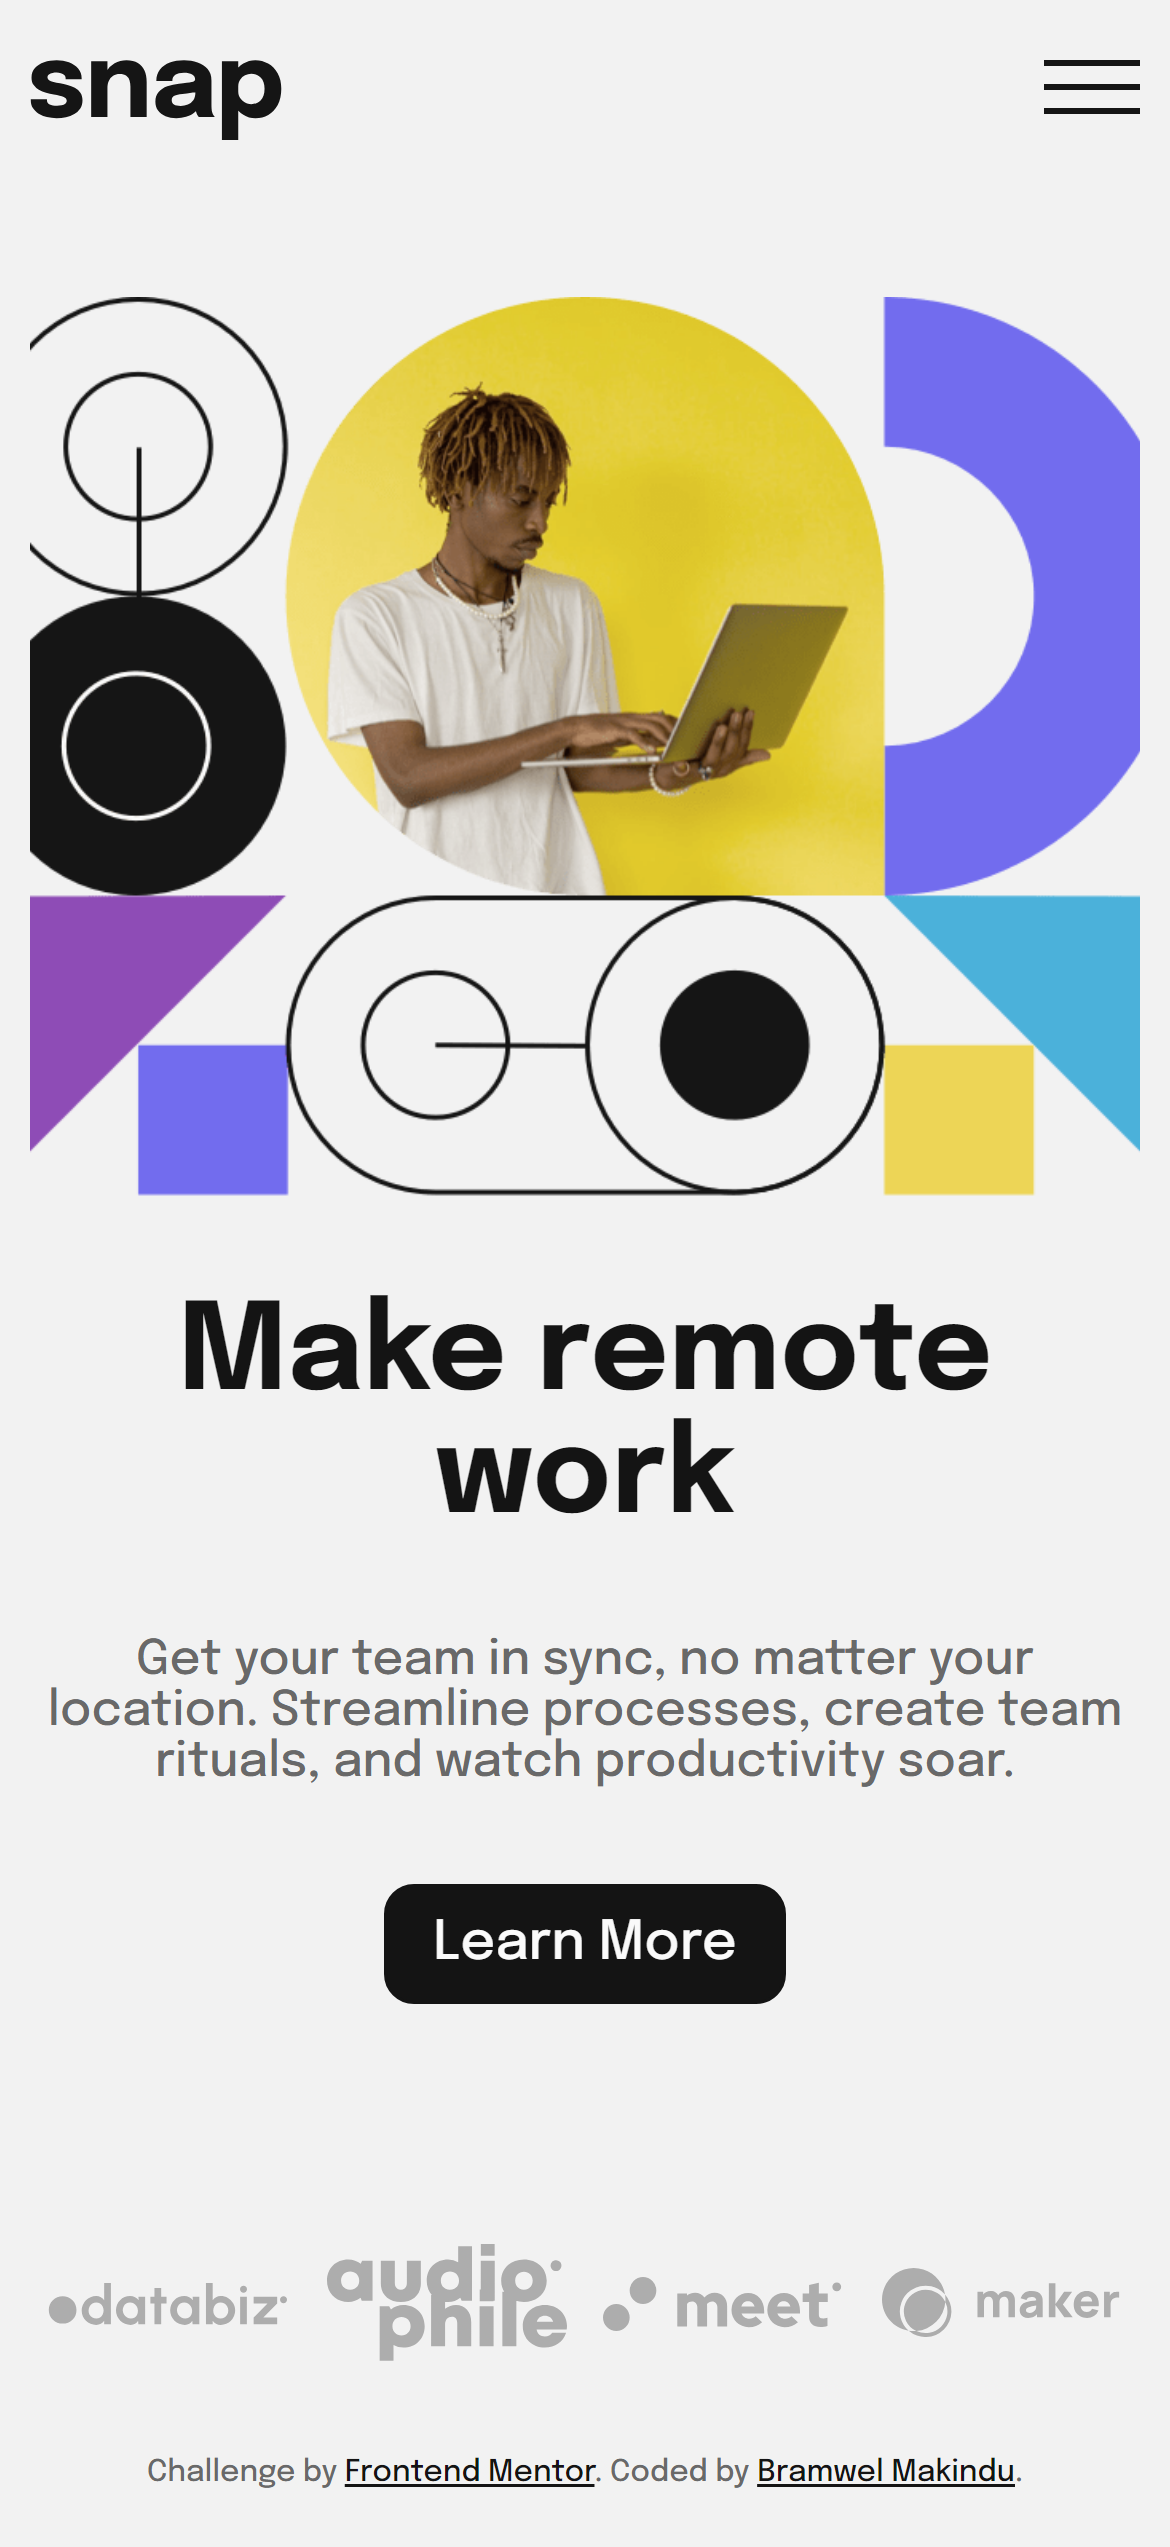 snap
Make remote
work
Get your team in sync, no matter your
location. Streamline processes, create team
rituals, and watch productivity soar.
Learn More
databiz
audio
phile
meet
maker
Challenge by Frontend Mentor. Coded by Bramwel Makindu.